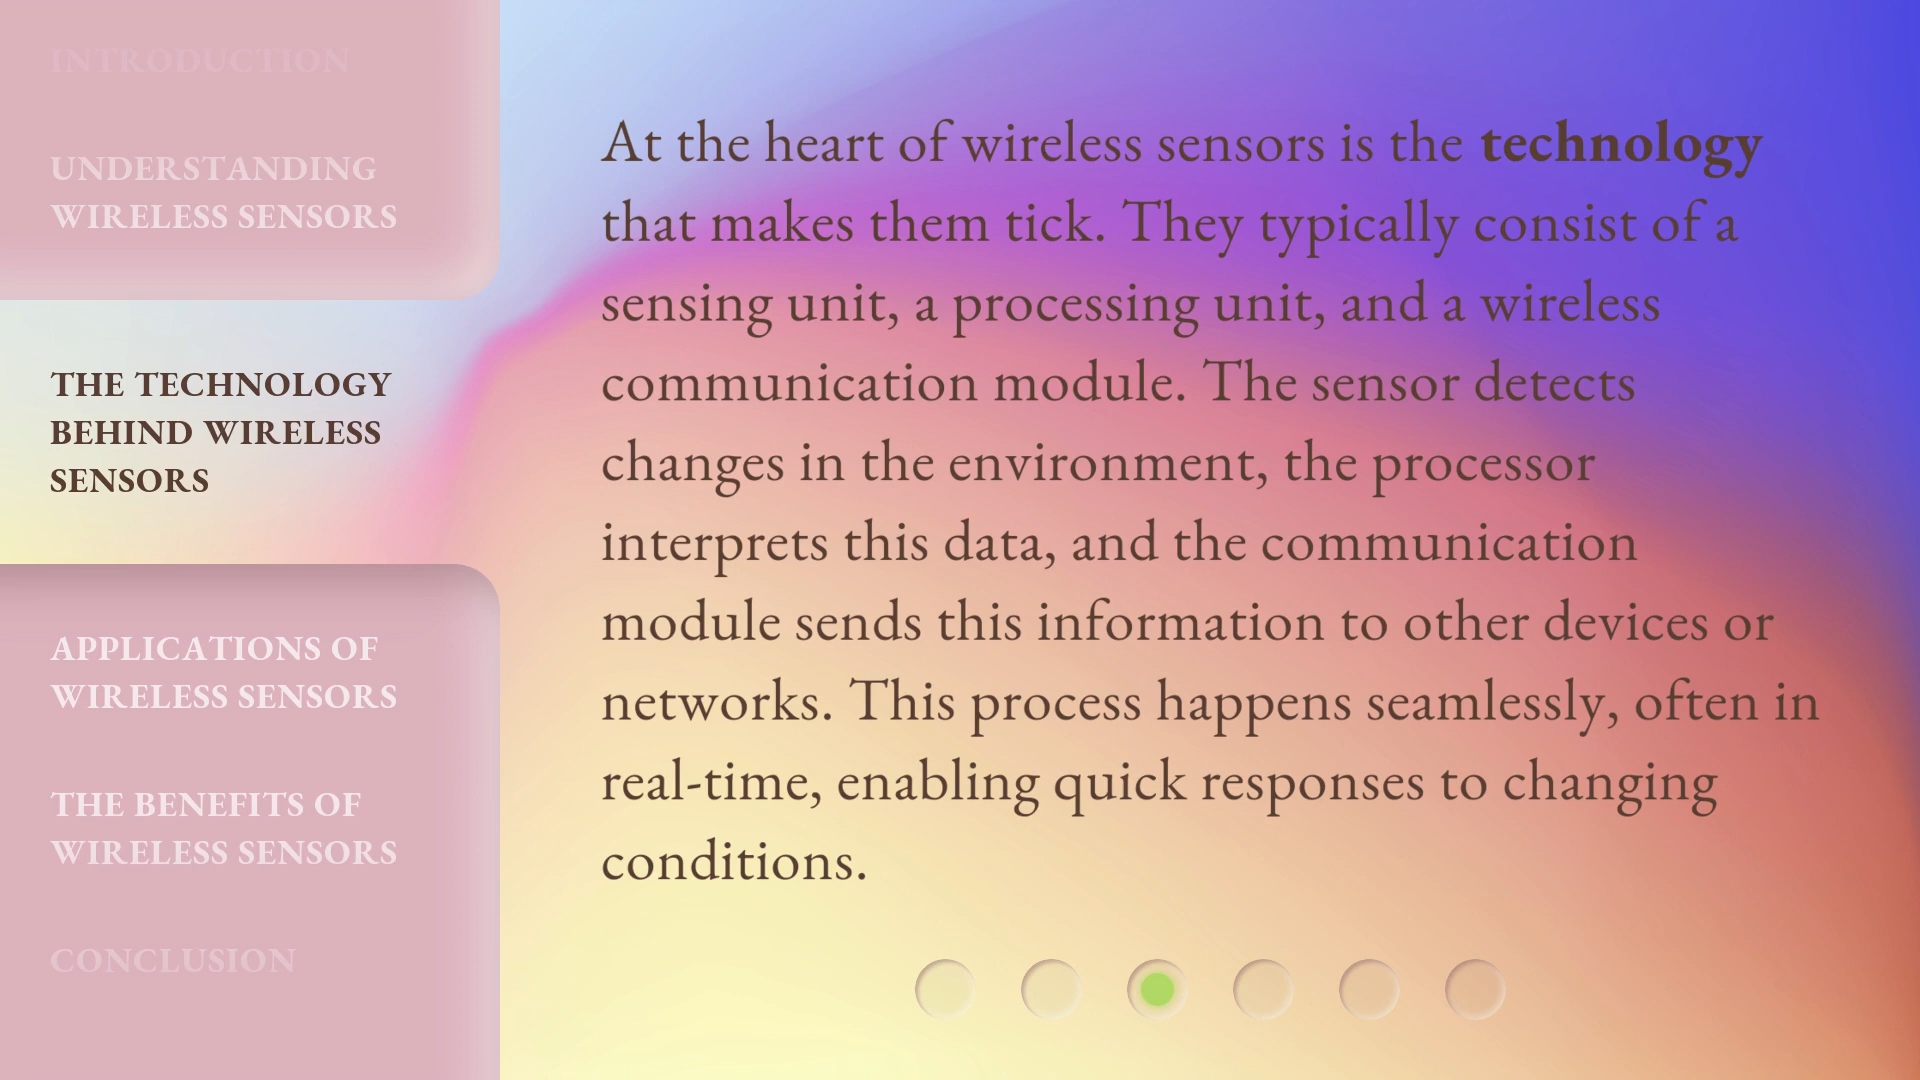 INTRODUCTION
UNDERSTANDING
WIRELESS SENSORS
THE TECHNOLOGY
BEHIND WIRELESS
SENSORS
APPLICATIONS OF
WIRELESS SENSORS
THE BENEFITS OF
WIRELESS SENSORS
CONCLUSION
At the heart of wireless sensors is the technology
that makes them tick. They typically consist of a
sensing unit, a processing unit, and a wireless
communication module. The sensor detects
changes in the environment, the processor
interprets this data, and the communication
module sends this information to other devices or
networks. This process happens seamlessly, often in
real-time, enabling quick responses to changing
conditions.